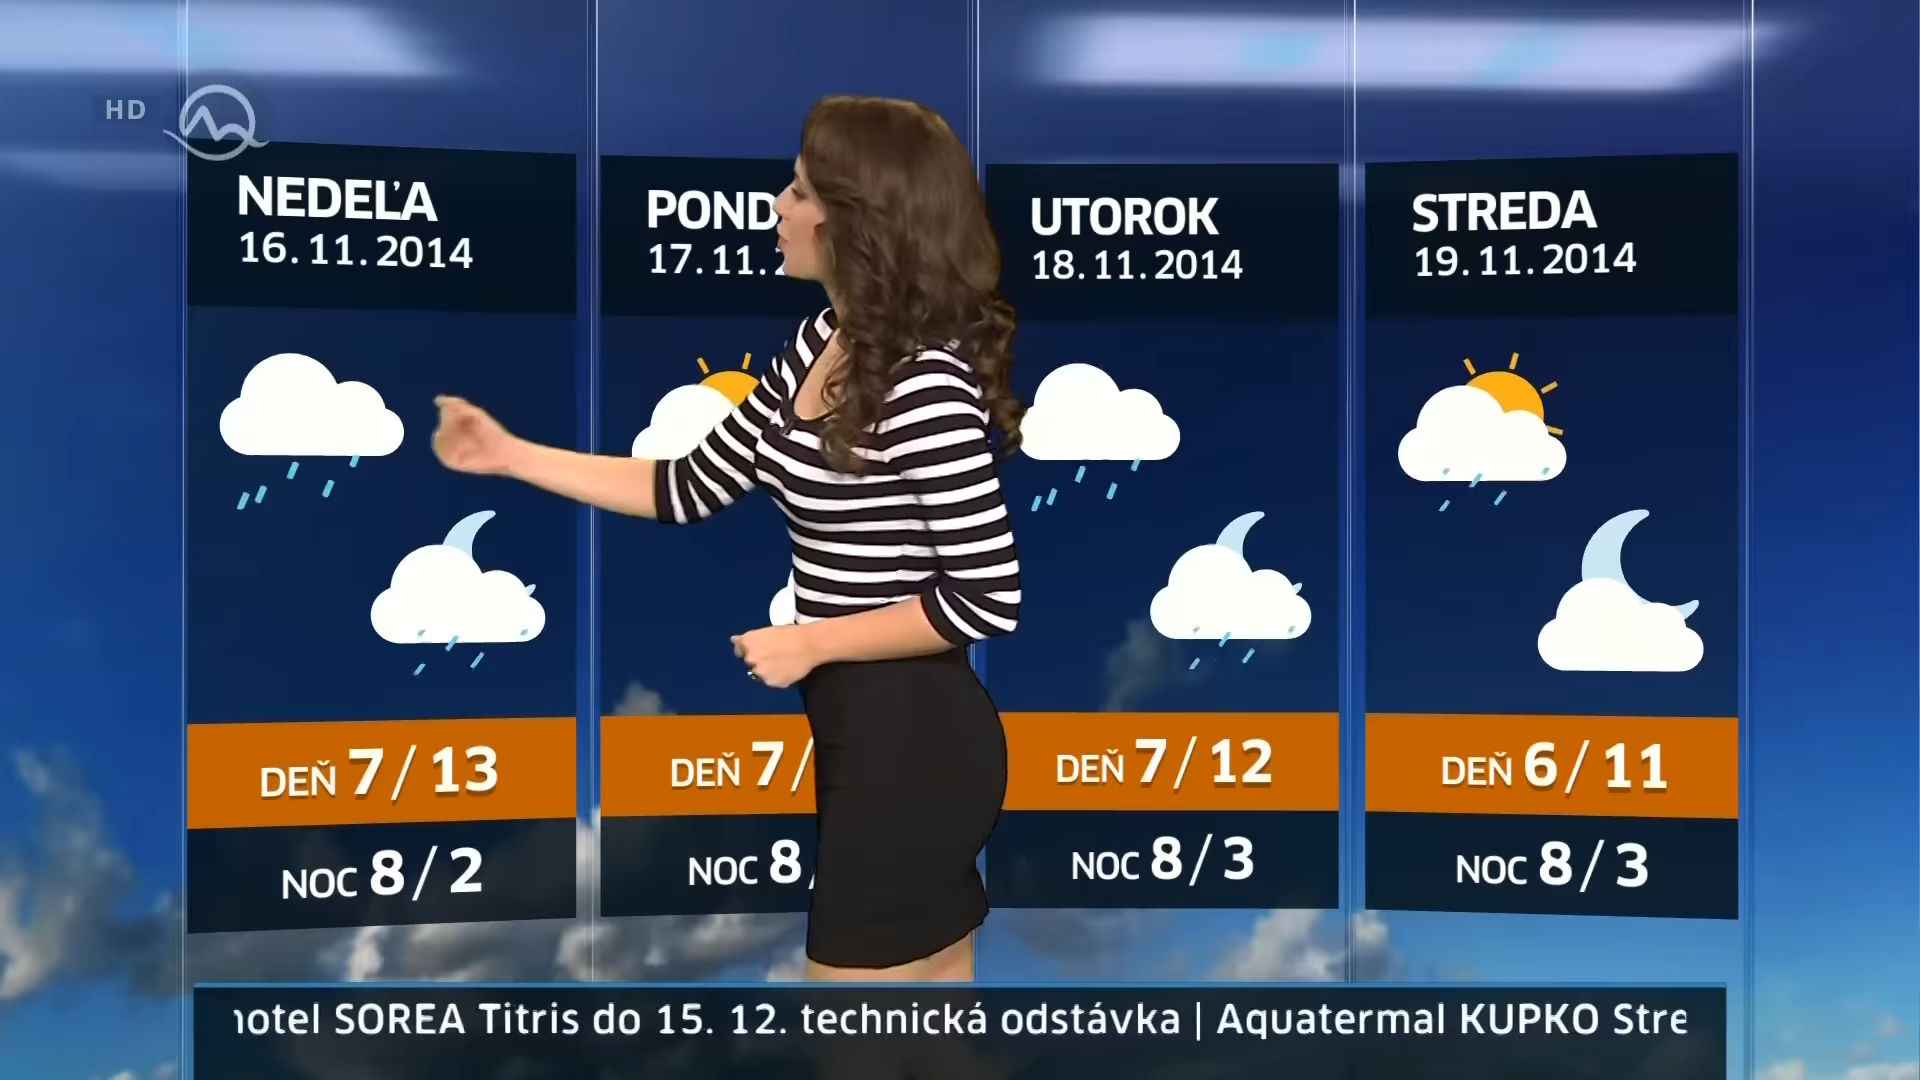 HD
NEDEĽA
16.11.2014
DEŇ 7/13
NOC 8/2
POND
17.11.2
DEŇ 7/
NOC 8/
UTOROK
18.11.2014
DEŇ 7/12
NOC 8/3
STREDA
19.11.2014
DEŇ 6/11
NOC 8/3
hotel SOREA Titris do 15. 12. technická odstávka | Aquatermal KUPKO Stre